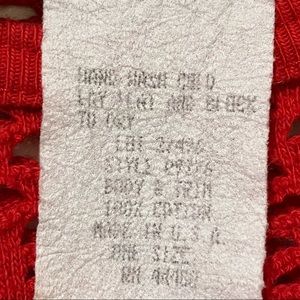 HAND WASH COLD
LAY FLAT AND BLOCK
TO DRY
STYLE
BODY & TRIM
100% COTTON
MADE IN U.S.A.
ONE SIZE
RN